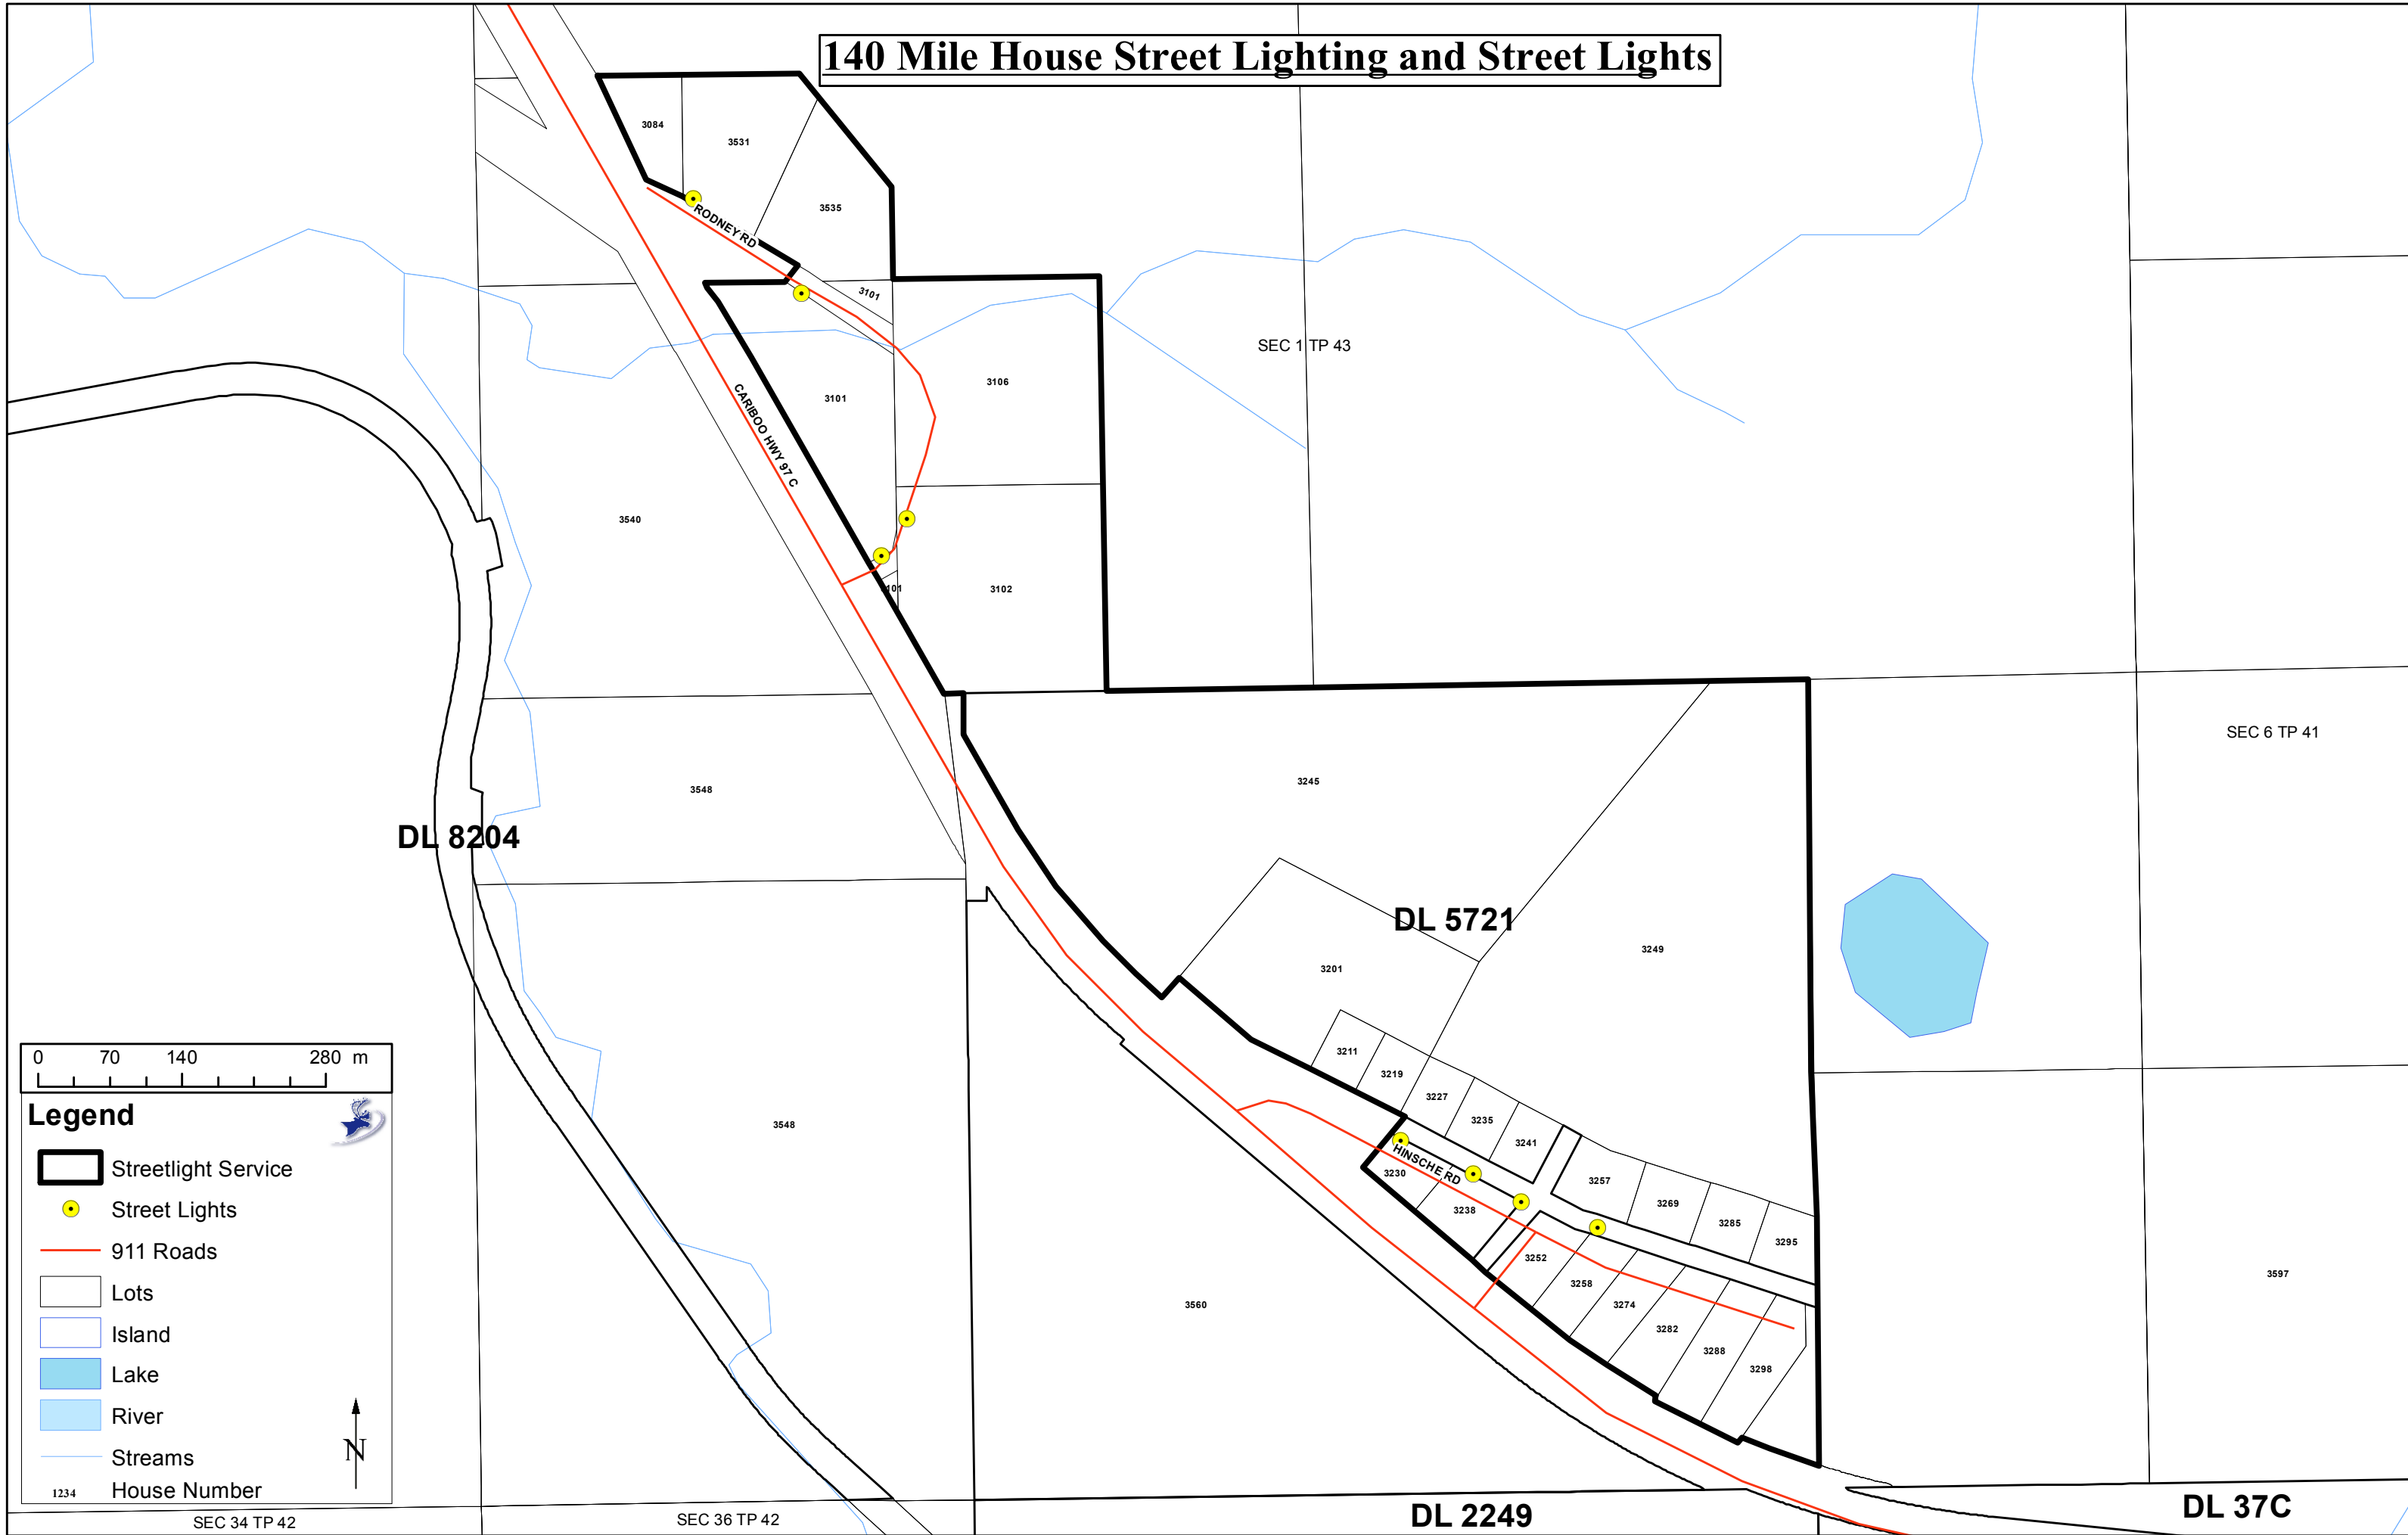 140 Mile House Street Lighting and Street Lights
3084
3531
3535
RODNEY RD
3101
SEC 1 TP 43
3106
3101
CARIBOO HWY 97 C
3540
3102
SEC 6 TP 41
3245
3548
DL 8204
DL 5721
3249
3201
3211
3219
3227
3235
3241
3548
HINSCHE RD
3230
3238
3257
3269
3285
3295
3252
3258
3274
3282
3288
3298
3597
3560
0 70 140 280 m
Legend
Streetlight Service
Street Lights
911 Roads
Lots
Island
Lake
River
Streams
1234 House Number
N
SEC 34 TP 42
SEC 36 TP 42
DL 2249
DL 37C